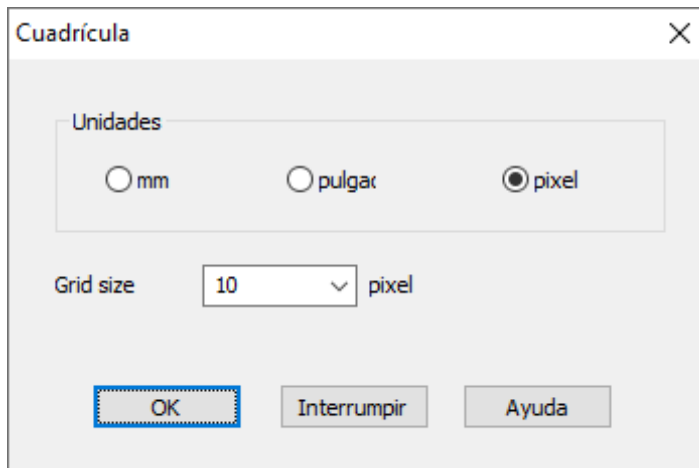 Cuadrícula
Unidades
mm pulgac pixel
Grid size 10 pixel
OK Interrumpir Ayuda